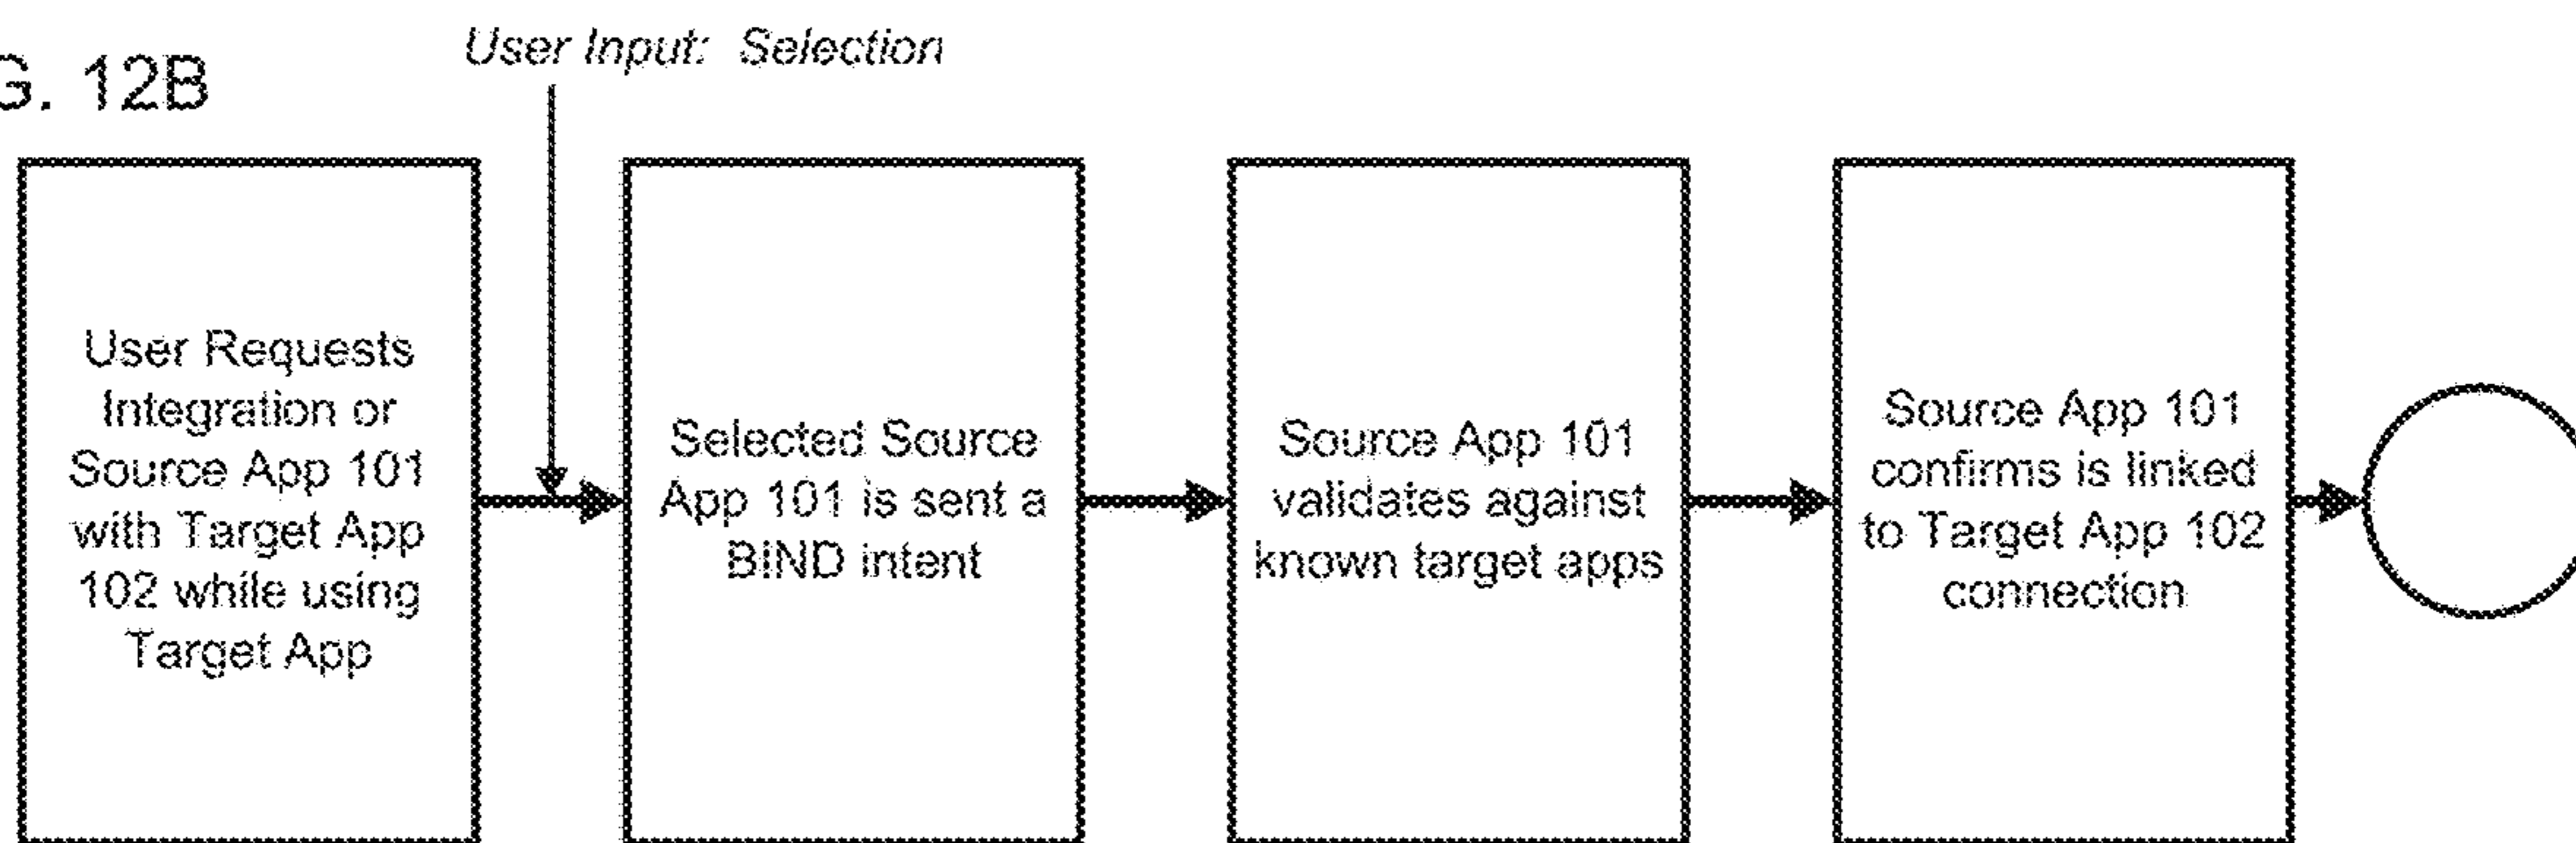 G. 12B
User Input: Selection
User Requests
Integration or
Source App 101
with Target App
102 while using
Target App
Selected Source
App 101 is sent a
BIND intent
Source App 101
validates against
known target apps
Source App 101
confirms is linked
to Target App 102
connection